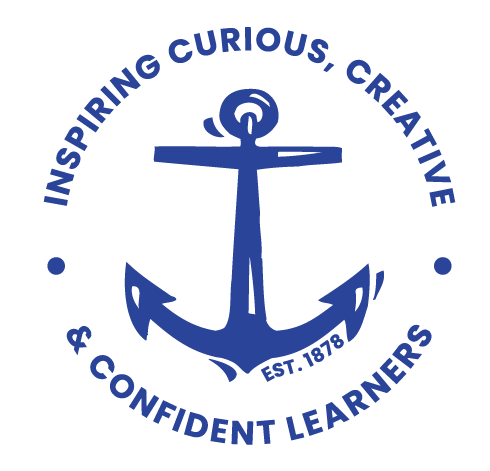 INSPIRING CURIOUS, CREATIVE
& CONFIDENT LEARNERS
EST. 1878